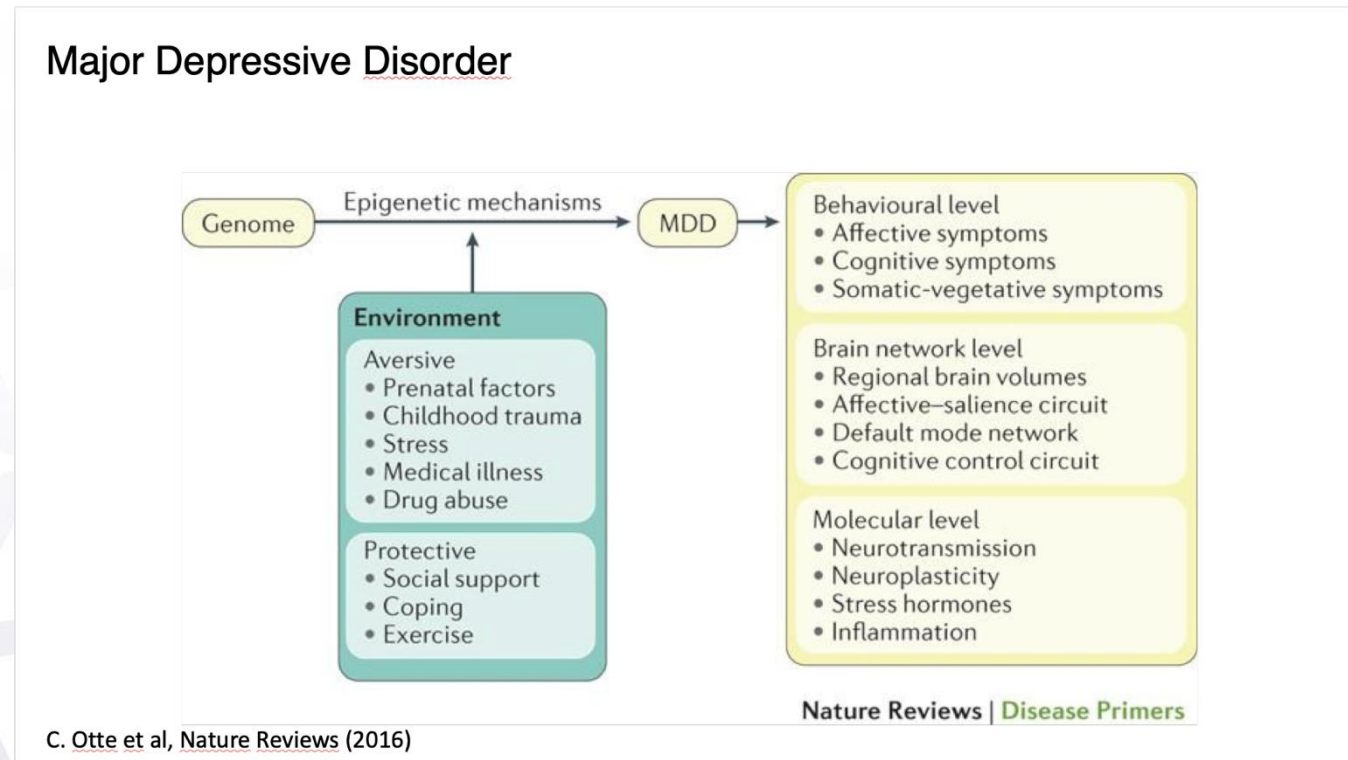 Major Depressive Disorder
Genome
Epigenetic mechanisms
MDD
Environment
Aversive
• Prenatal factors
• Childhood trauma
• Stress
• Medical illness
• Drug abuse
Protective
• Social support
• Coping
• Exercise
Behavioural level
• Affective symptoms
• Cognitive symptoms
• Somatic-vegetative symptoms
Brain network level
• Regional brain volumes
• Affective–salience circuit
• Default mode network
• Cognitive control circuit
Molecular level
• Neurotransmission
• Neuroplasticity
• Stress hormones
• Inflammation
Nature Reviews | Disease Primers
C. Otte et al, Nature Reviews (2016)